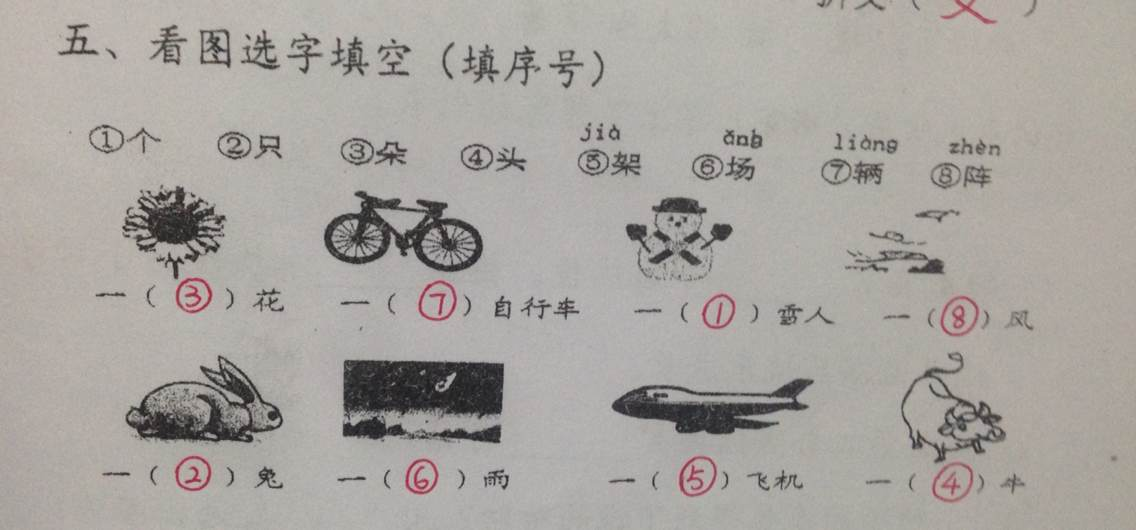 五、看图选字填空（填序号）
jià liàng zhèn
①个 ②只 ③朵 ④头 ⑤架 ⑥场 ⑦辆 ⑧阵
一（③）花 一（⑦）自行车 一（①）雪人 一（⑧）风
一（②）兔 一（⑥）雨 一（⑤）飞机 一（④）牛